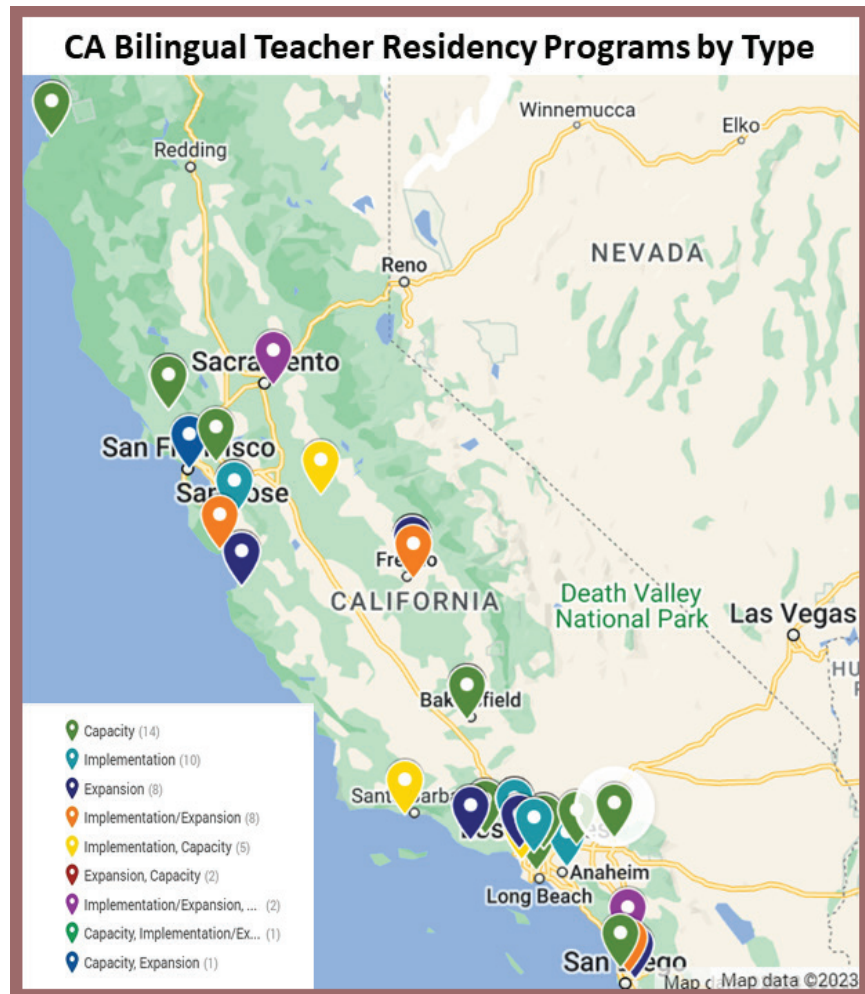 CA Bilingual Teacher Residency Programs by Type
Winnemucca
Elko
Redding
NEVADA
Reno
Sacramento
San Francisco
San Jose
Fresno
CALIFORNIA
Death Valley
National Park
Las Vegas
Bakersfield
Capacity (14)
Implementation (10)
Expansion (8)
Implementation/Expansion (8)
Implementation, Capacity (5)
Expansion, Capacity (2)
Implementation/Expansion, ... (2)
Capacity, Implementation/Ex... (1)
Capacity, Expansion (1)
Anaheim
Long Beach
San Diego
Map data ©2023